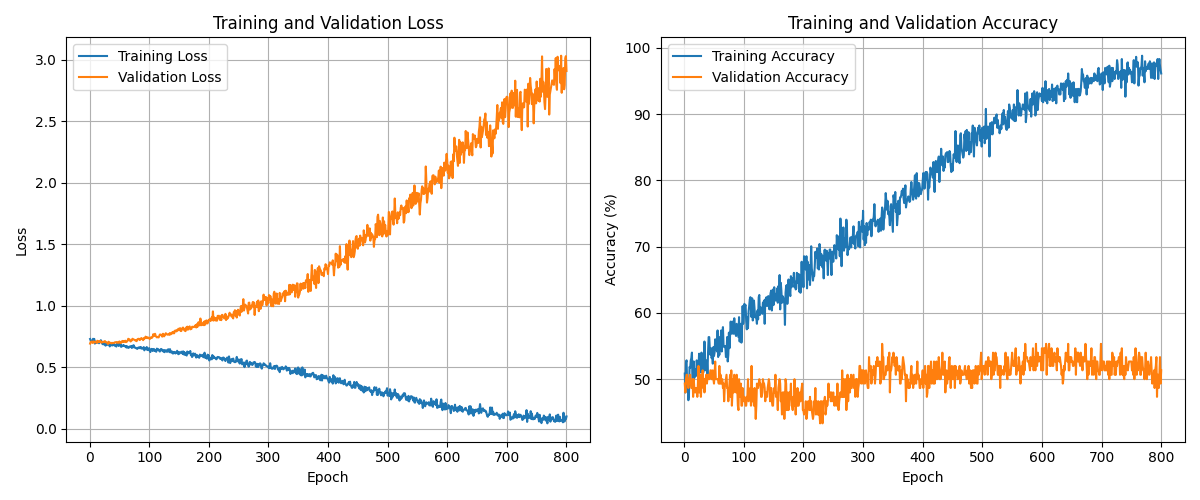 Training and Validation Loss
Training Loss
Validation Loss
3.0
2.5
2.0
1.5
1.0
0.5
0.0
Loss
0 100 200 300 400 500 600 700 800
Epoch
Training and Validation Accuracy
Training Accuracy
Validation Accuracy
100
90
80
70
60
50
Accuracy (%)
0 100 200 300 400 500 600 700 800
Epoch